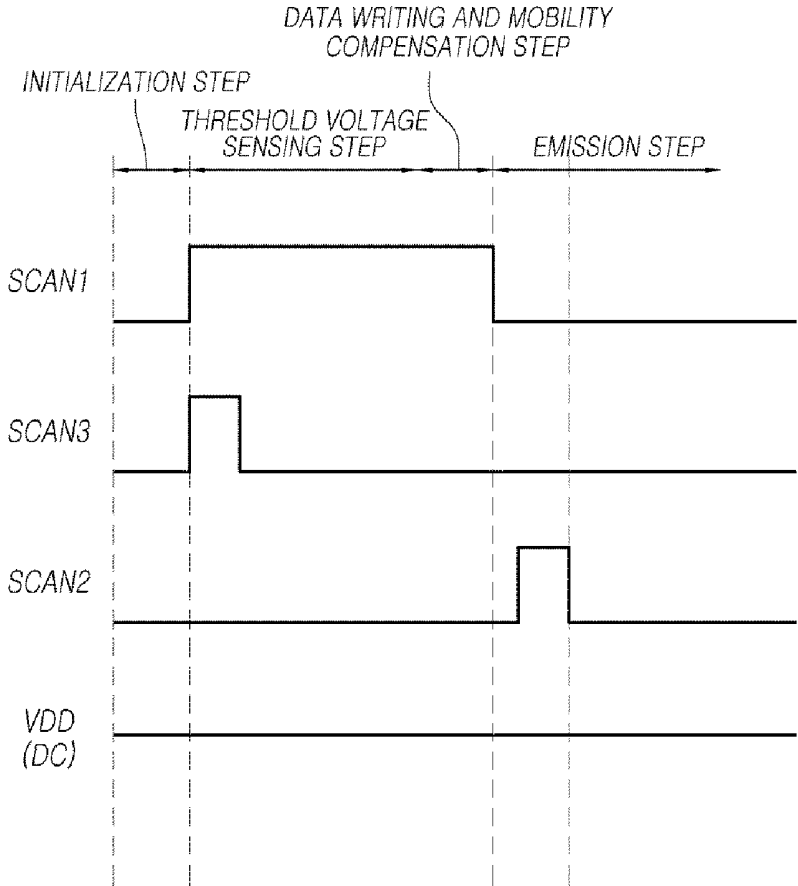 DATA WRITING AND MOBILITY
COMPENSATION STEP
INITIALIZATION STEP
THRESHOLD VOLTAGE
SENSING STEP
EMISSION STEP
SCAN1
SCAN3
SCAN2
VDD
(DC)